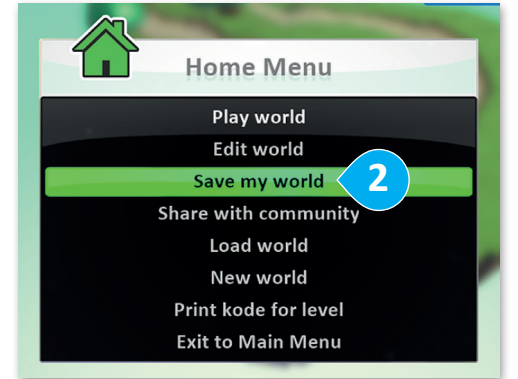 Home Menu
Play world
Edit world
Save my world
2
Share with community
Load world
New world
Print kode for level
Exit to Main Menu